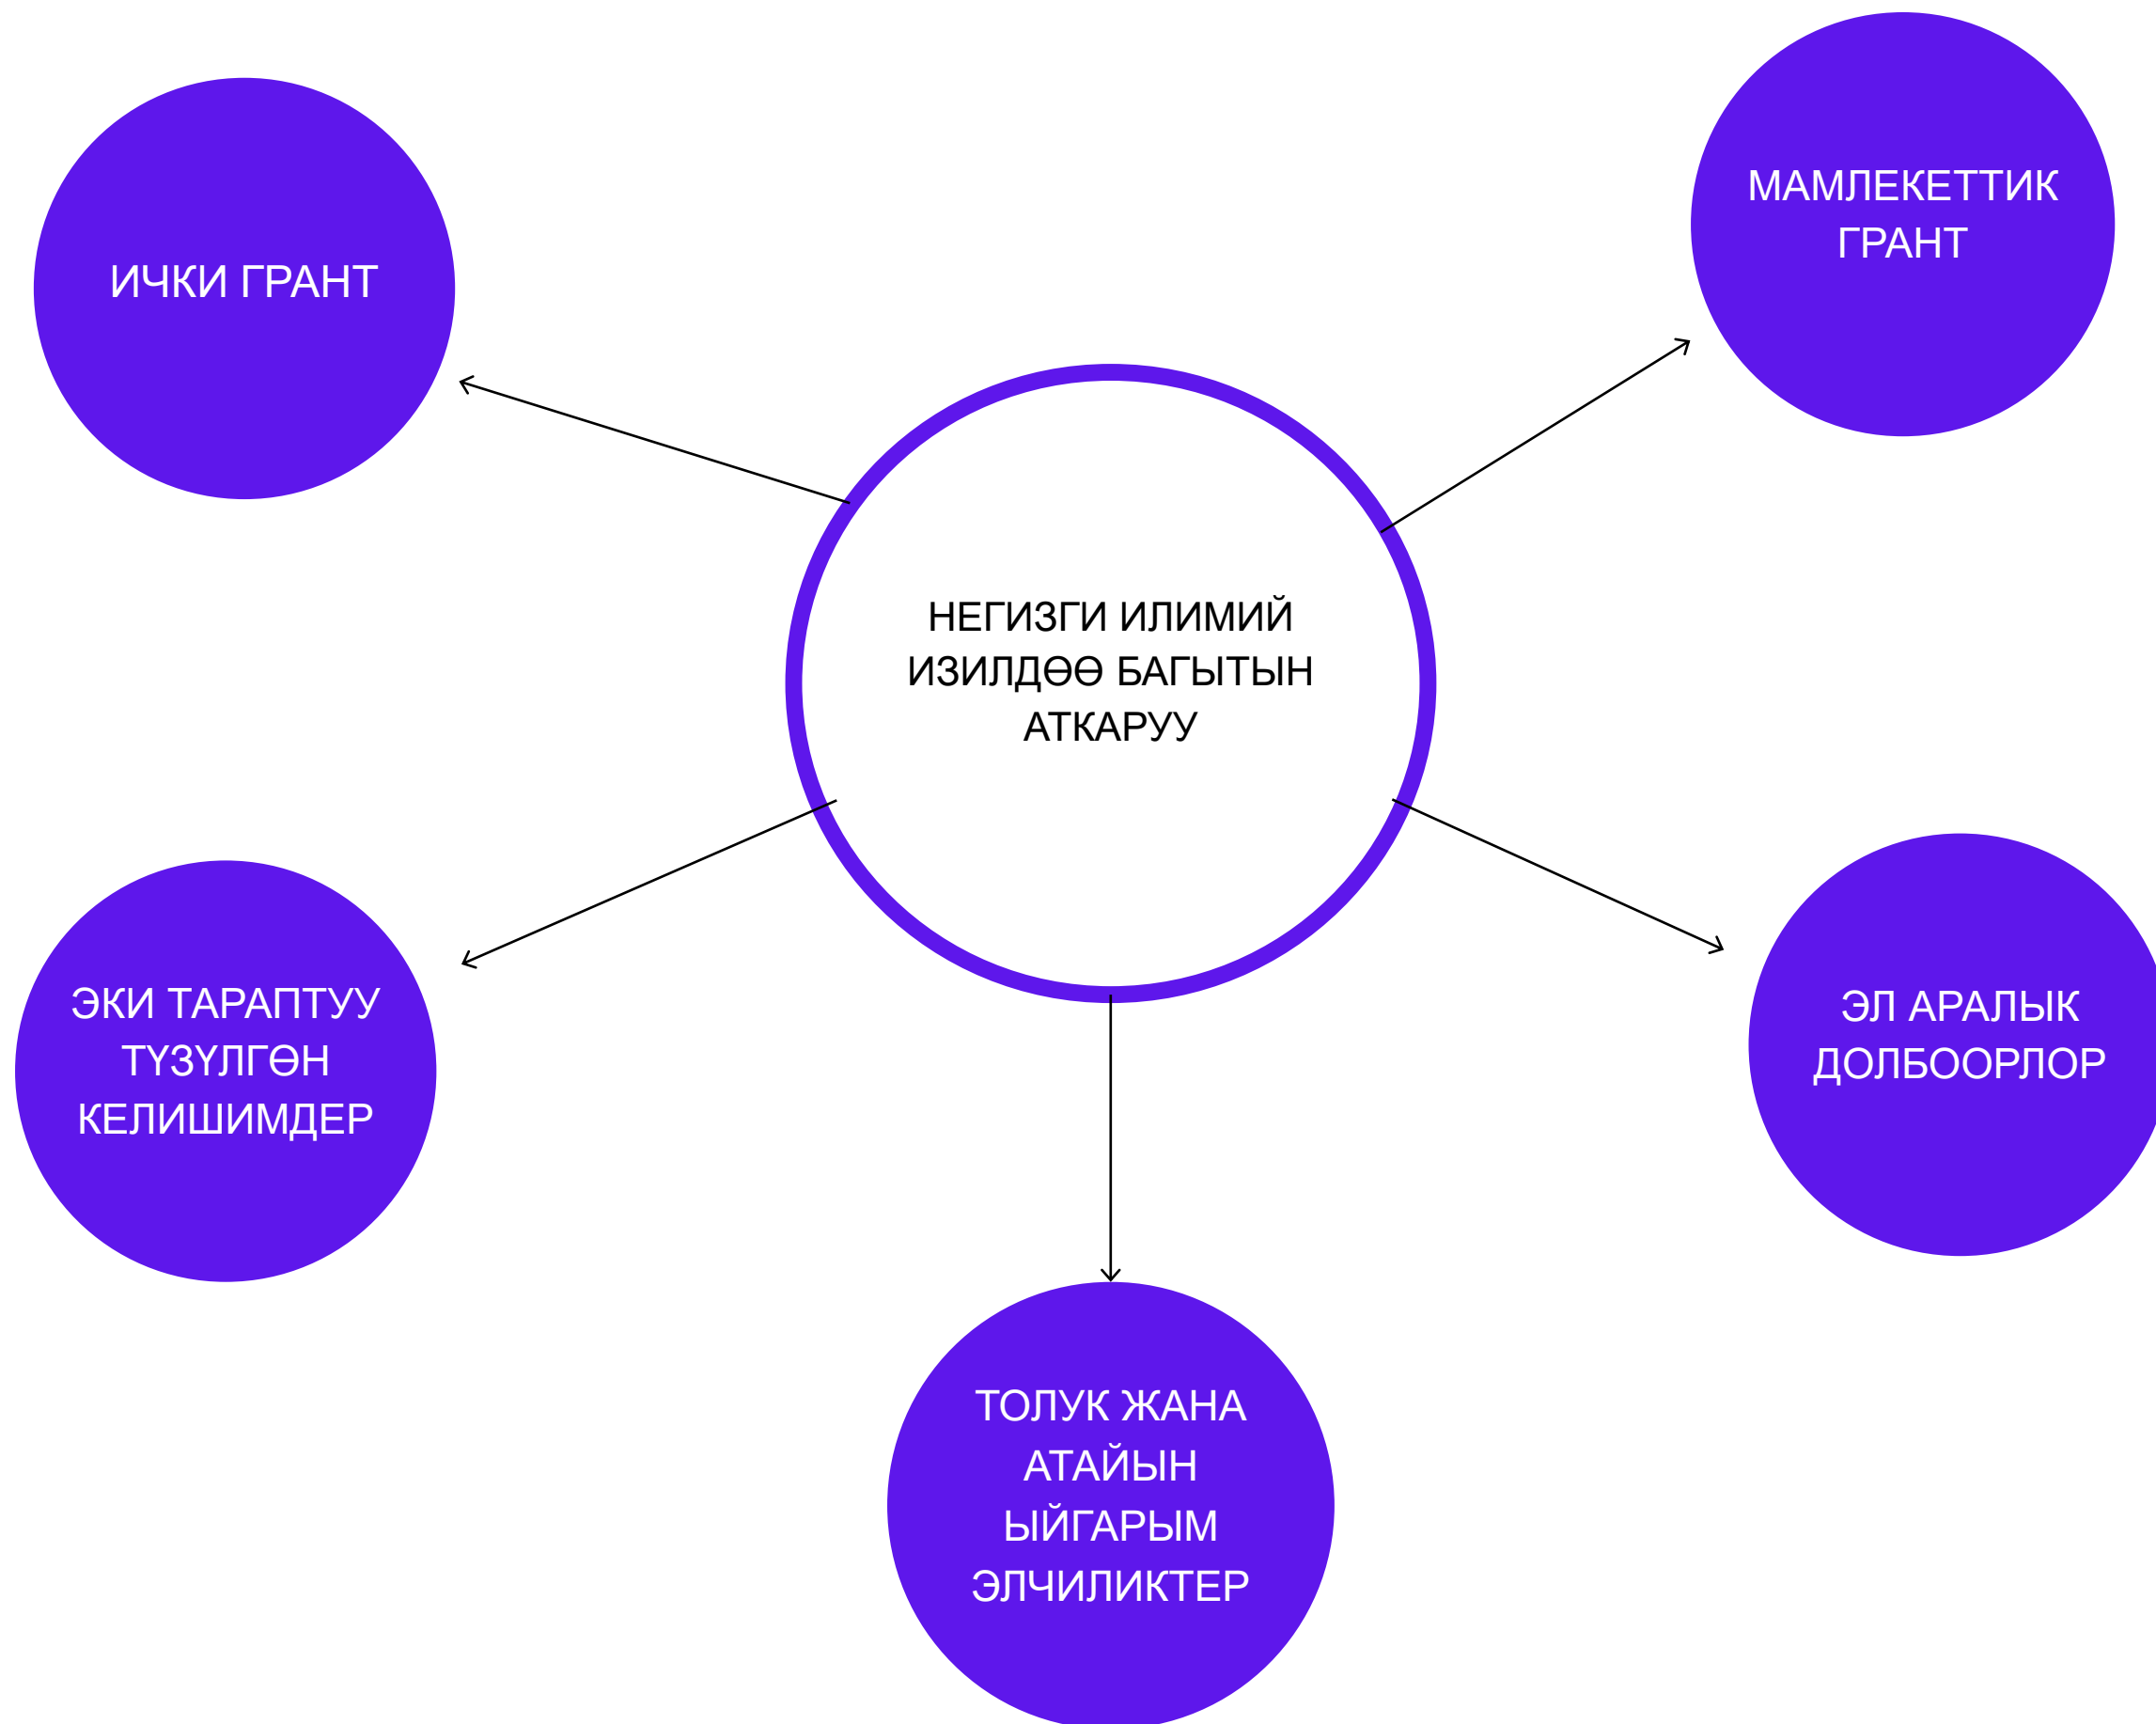 ИЧКИ ГРАНТ
МАМЛЕКЕТТИК
ГРАНТ
НЕГИЗГИ ИЛИМИЙ
ИЗИЛДӨӨ БАГЫТЫН
АТКАРУУ
ЭКИ ТАРАПТУУ
ТҮЗҮЛГӨН
КЕЛИШИМДЕР
ЭЛ АРАЛЫК
ДОЛБООРЛОР
ТОЛУК ЖАНА
АТАЙЫН
ЫЙГАРЫМ
ЭЛЧИЛИКТЕР